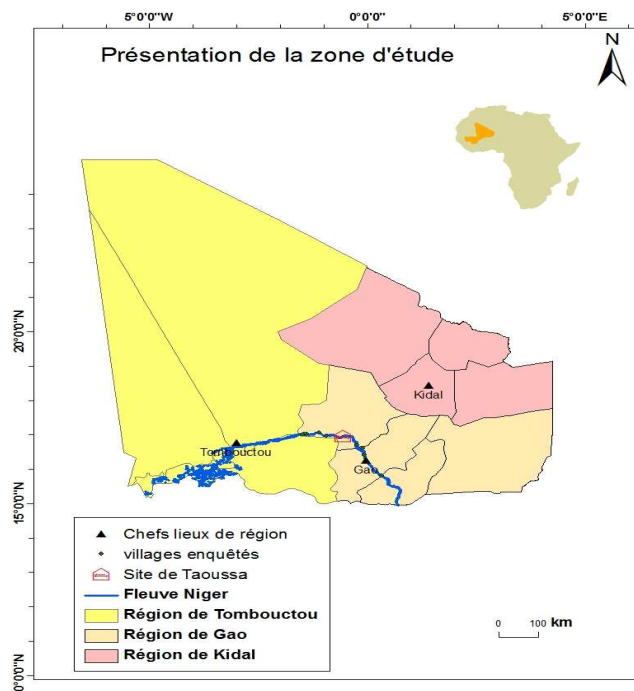 5°0'0"W 0°0'0" 5°0'0"E
Présentation de la zone d'étude
N
20°0'0"N
Kidal
Tombouctou
Gao
15°0'0"N
Chefs lieux de région
villages enquêtés
Site de Taoussa
Fleuve Niger
Région de Tombouctou
Région de Gao
Région de Kidal
0 100 km
0°0'0"N